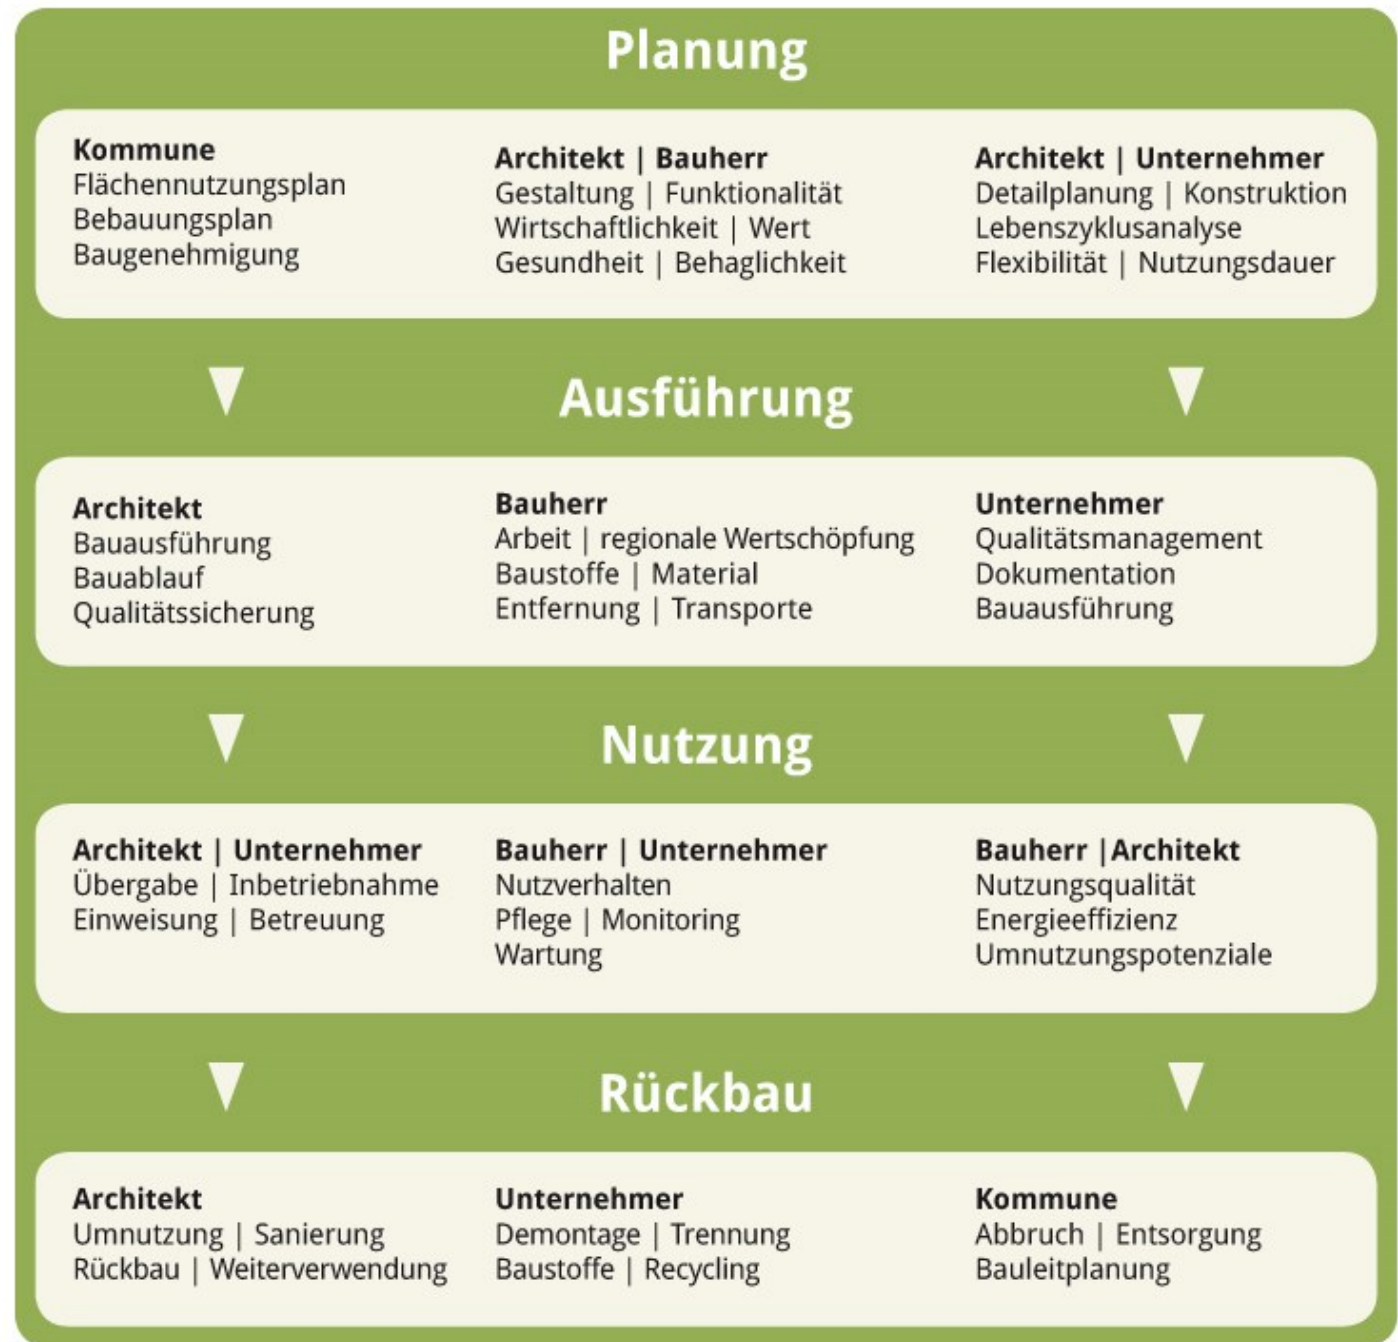 Planung
Kommune
Flächennutzungsplan
Bebauungsplan
Baugenehmigung
Architekt | Bauherr
Gestaltung | Funktionalität
Wirtschaftlichkeit | Wert
Gesundheit | Behaglichkeit
Architekt | Unternehmer
Detailplanung | Konstruktion
Lebenszyklusanalyse
Flexibilität | Nutzungsdauer
Ausführung
Architekt
Bauausführung
Bauablauf
Qualitätssicherung
Bauherr
Arbeit | regionale Wertschöpfung
Baustoffe | Material
Entfernung | Transporte
Unternehmer
Qualitätsmanagement
Dokumentation
Bauausführung
Nutzung
Architekt | Unternehmer
Übergabe | Inbetriebnahme
Einweisung | Betreuung
Bauherr | Unternehmer
Nutzverhalten
Pflege | Monitoring
Wartung
Bauherr |Architekt
Nutzungsqualität
Energieeffizienz
Umnutzungspotenziale
Rückbau
Architekt
Umnutzung | Sanierung
Rückbau | Weiterverwendung
Unternehmer
Demontage | Trennung
Baustoffe | Recycling
Kommune
Abbruch | Entsorgung
Bauleitplanung